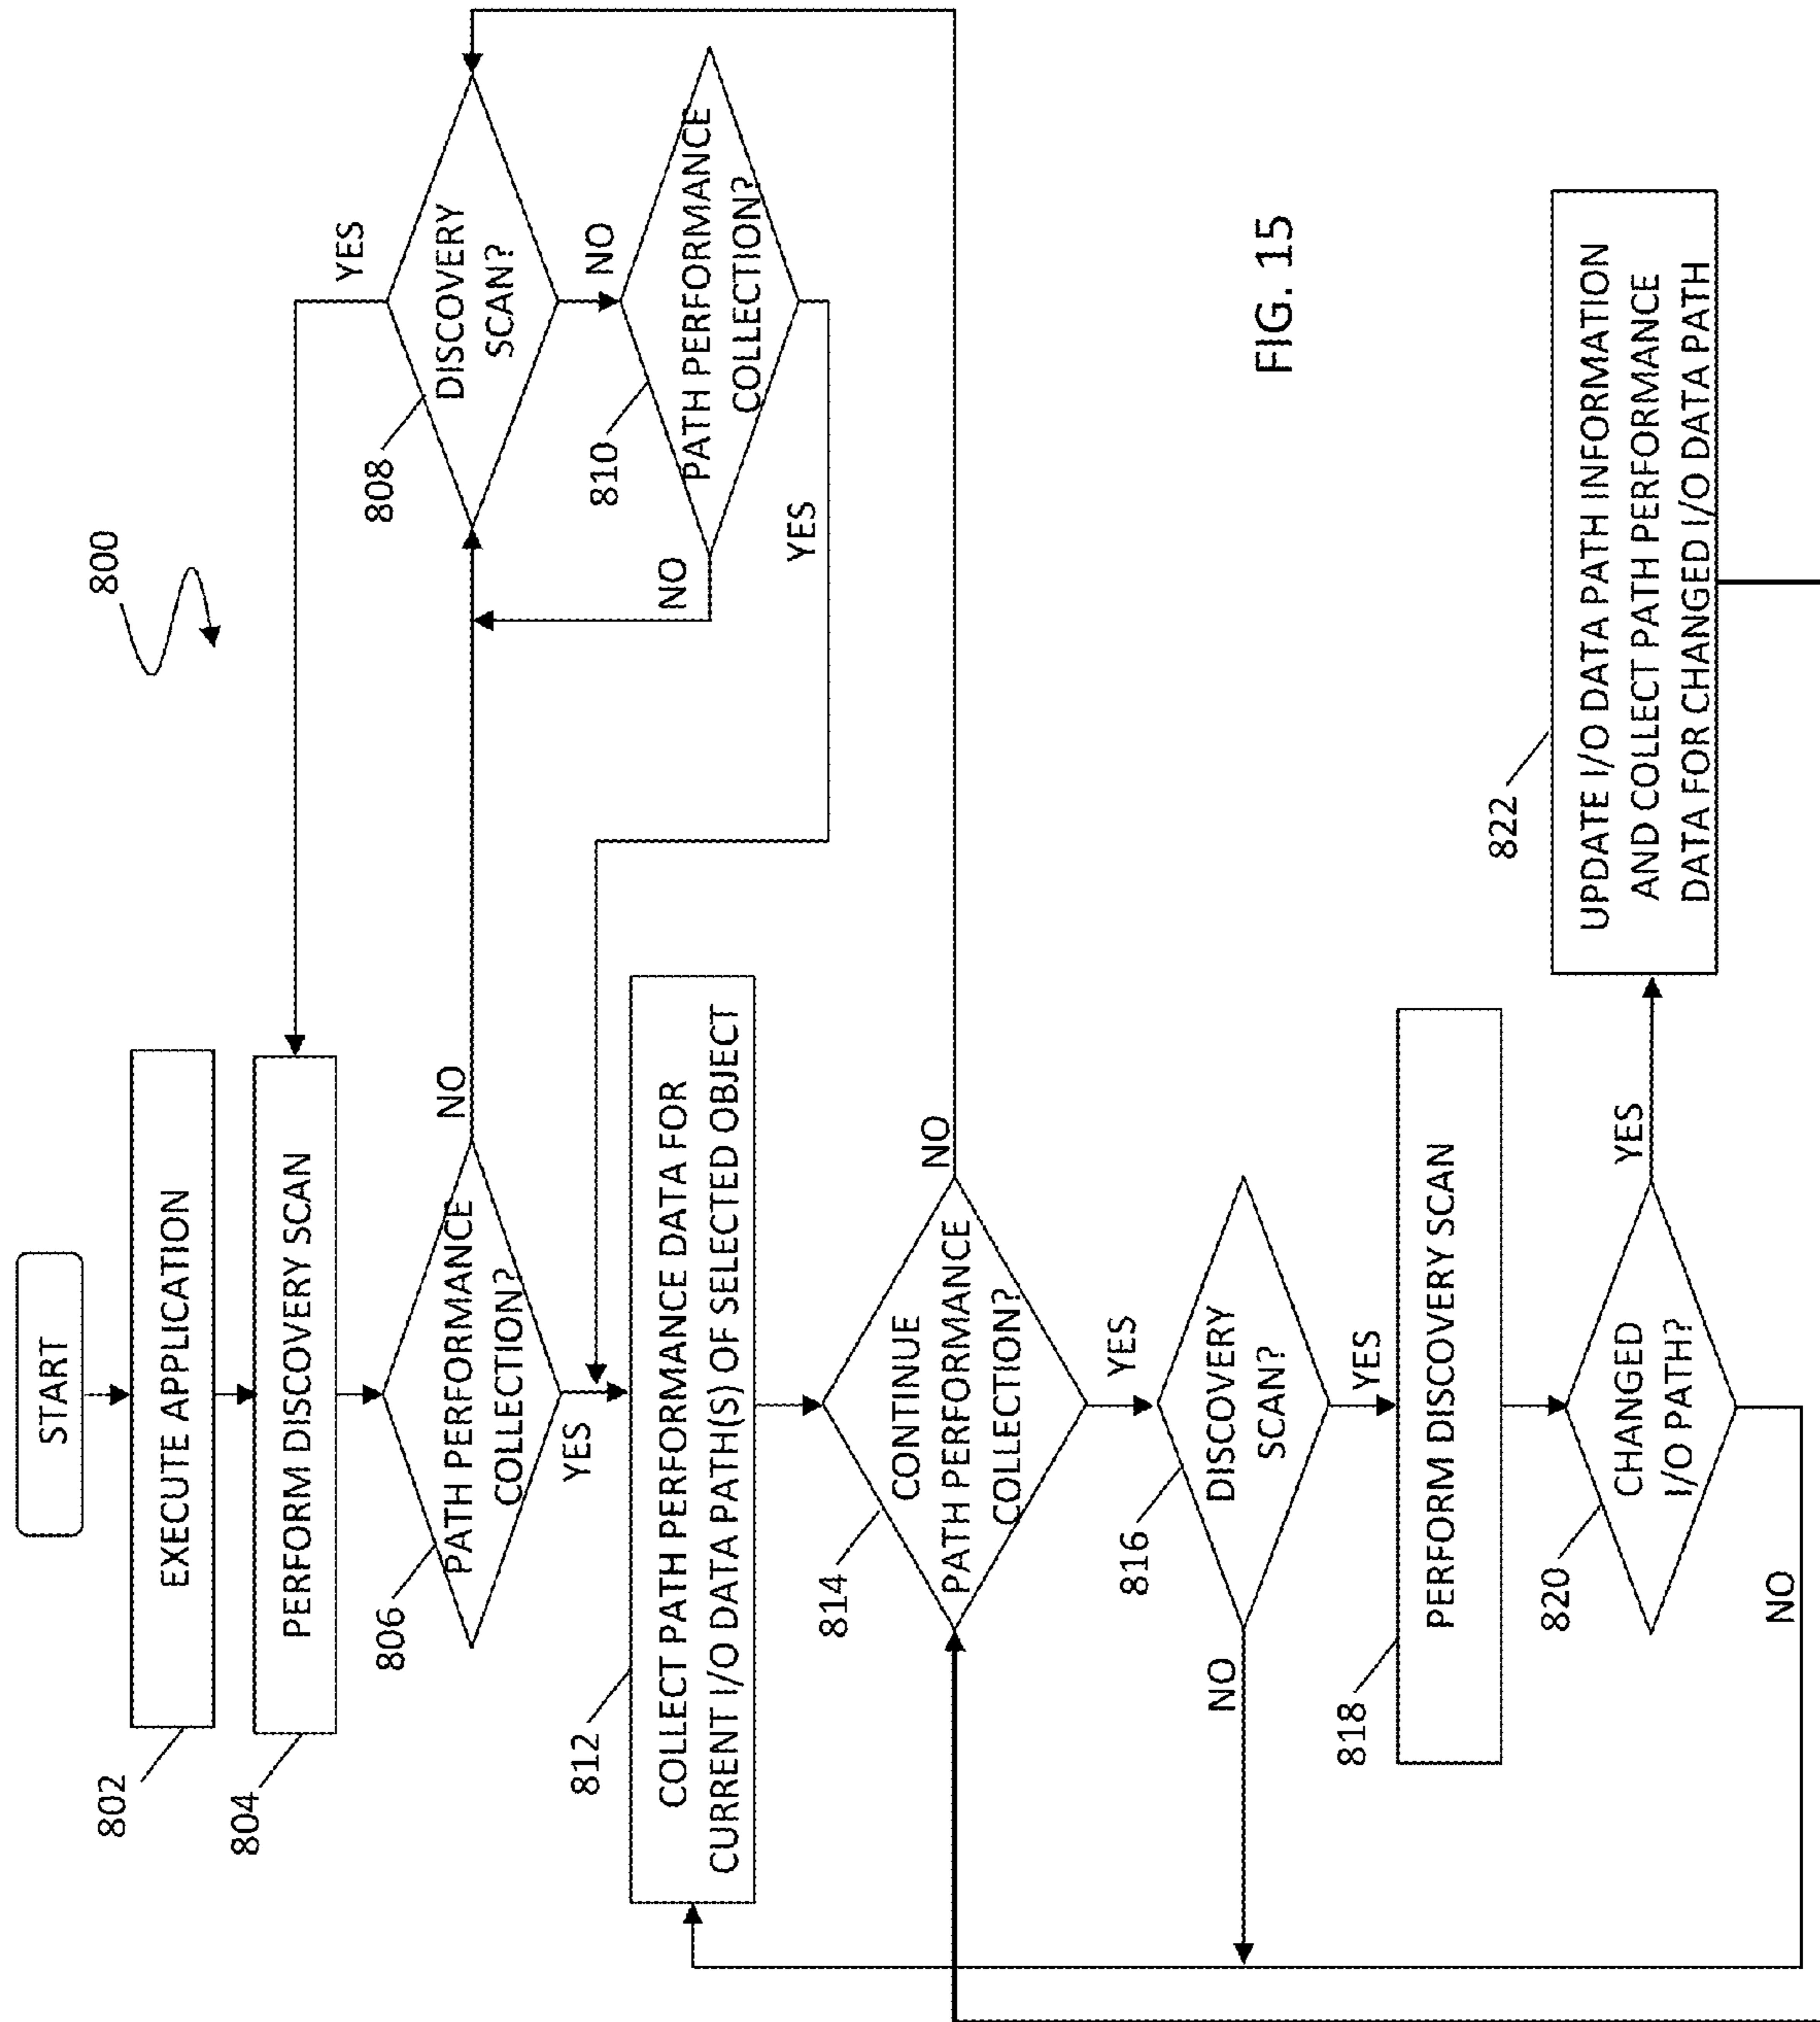 800
START
EXECUTE APPLICATION
802
PERFORM DISCOVERY SCAN
804
PATH PERFORMANCE
COLLECTION?
806
NO
YES
DISCOVERY
SCAN?
808
YES
NO
PATH PERFORMANCE
COLLECTION?
810
NO
YES
COLLECT PATH PERFORMANCE DATA FOR
CURRENT I/O DATA PATH(S) OF SELECTED OBJECT
812
CONTINUE
PATH PERFORMANCE
COLLECTION?
814
NO
YES
DISCOVERY
SCAN?
816
NO
YES
PERFORM DISCOVERY SCAN
818
CHANGED
I/O PATH?
820
YES
NO
UPDATE I/O DATA PATH INFORMATION
AND COLLECT PATH PERFORMANCE
DATA FOR CHANGED I/O DATA PATH
822
FIG. 15